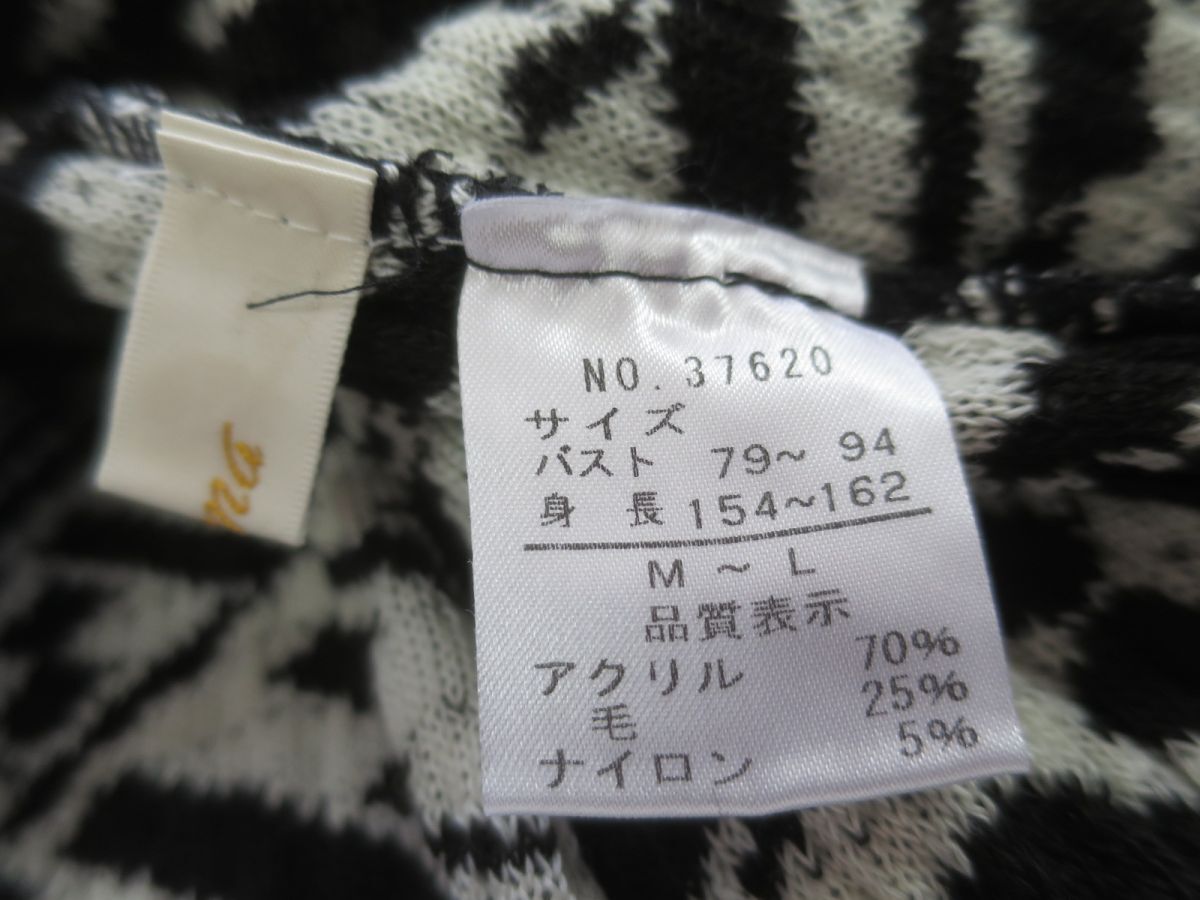 NO. 37620
サイズ
バスト 79~ 94
身 長 154~162
M ~ L
品質表示
アクリル 70%
毛 25%
ナイロン 5%